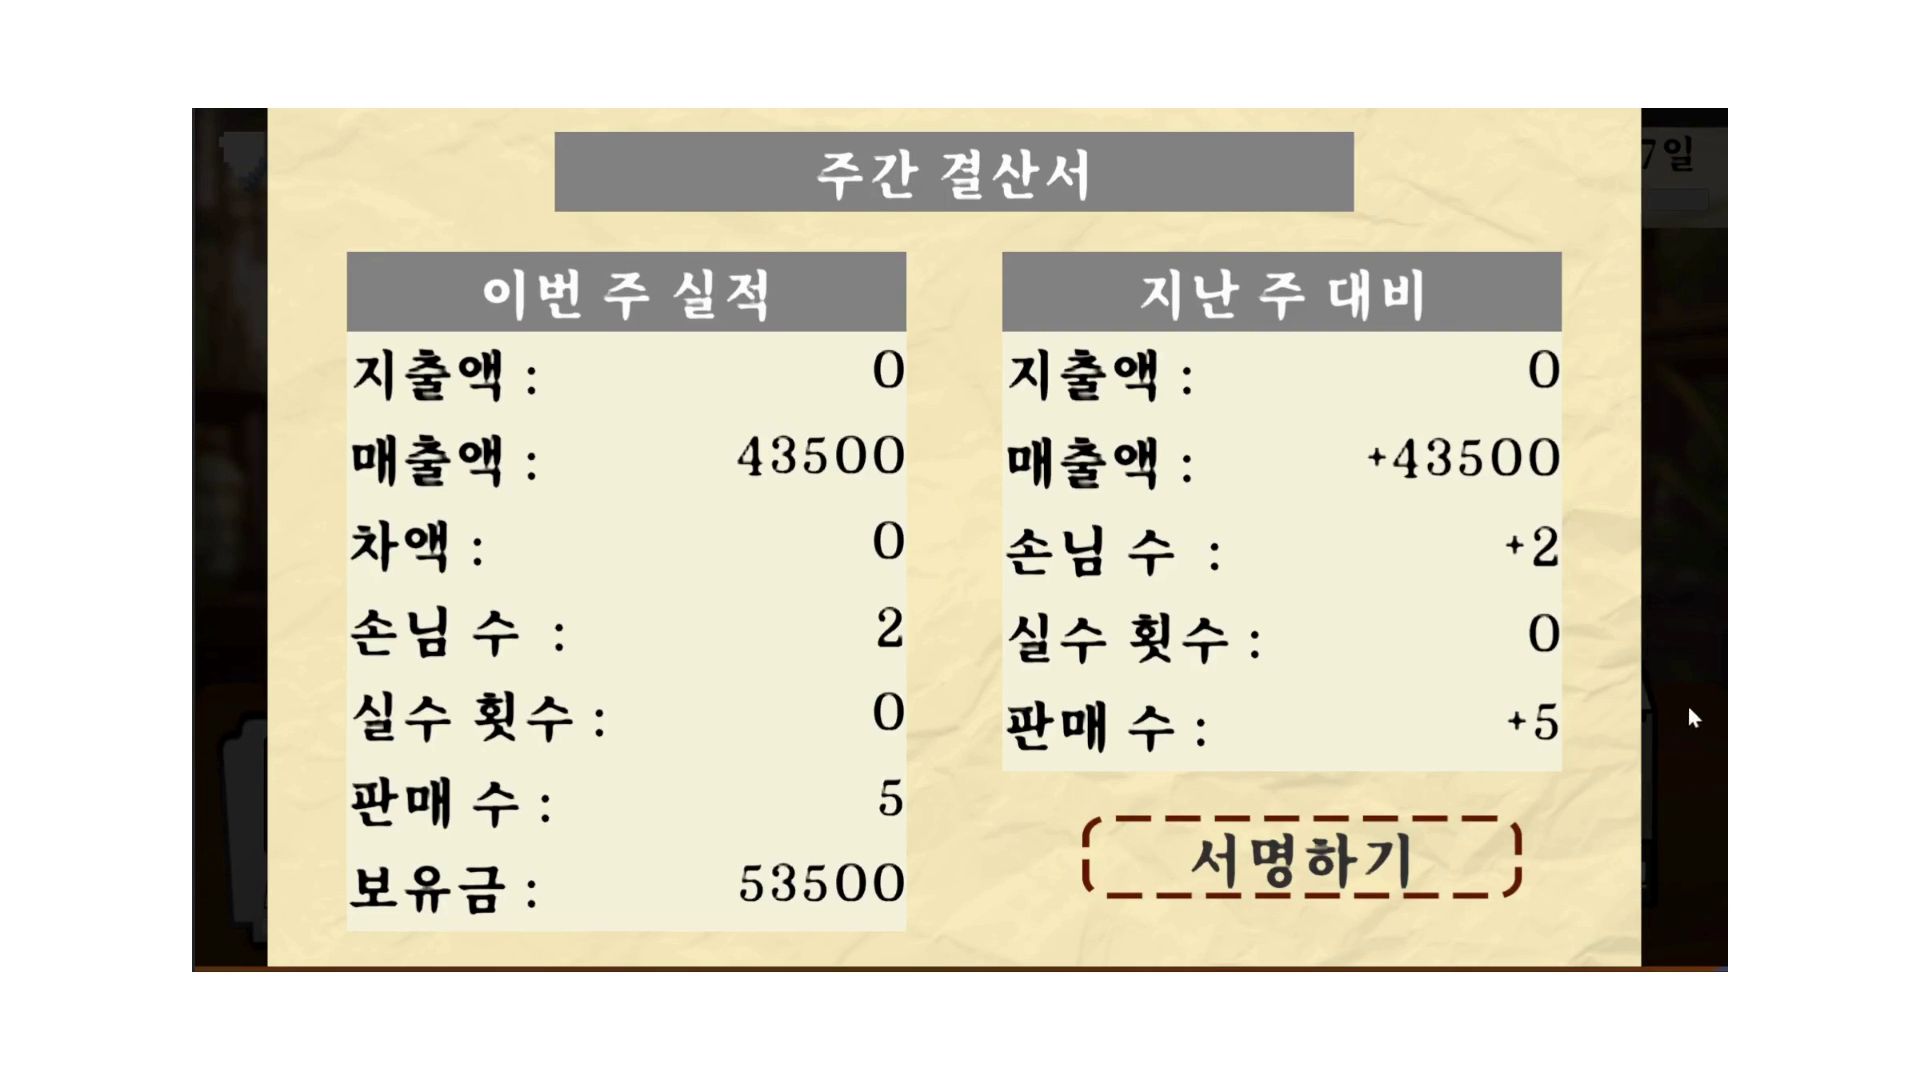 주간 결산서
7일
이번 주 실적
지출액 : 0
매출액 : 43500
차액 : 0
손님 수 : 2
실수 횟수 : 0
판매 수 : 5
보유금 : 53500
지난 주 대비
지출액 : 0
매출액 : +43500
손님 수 : +2
실수 횟수 : 0
판매 수 : +5
서명하기